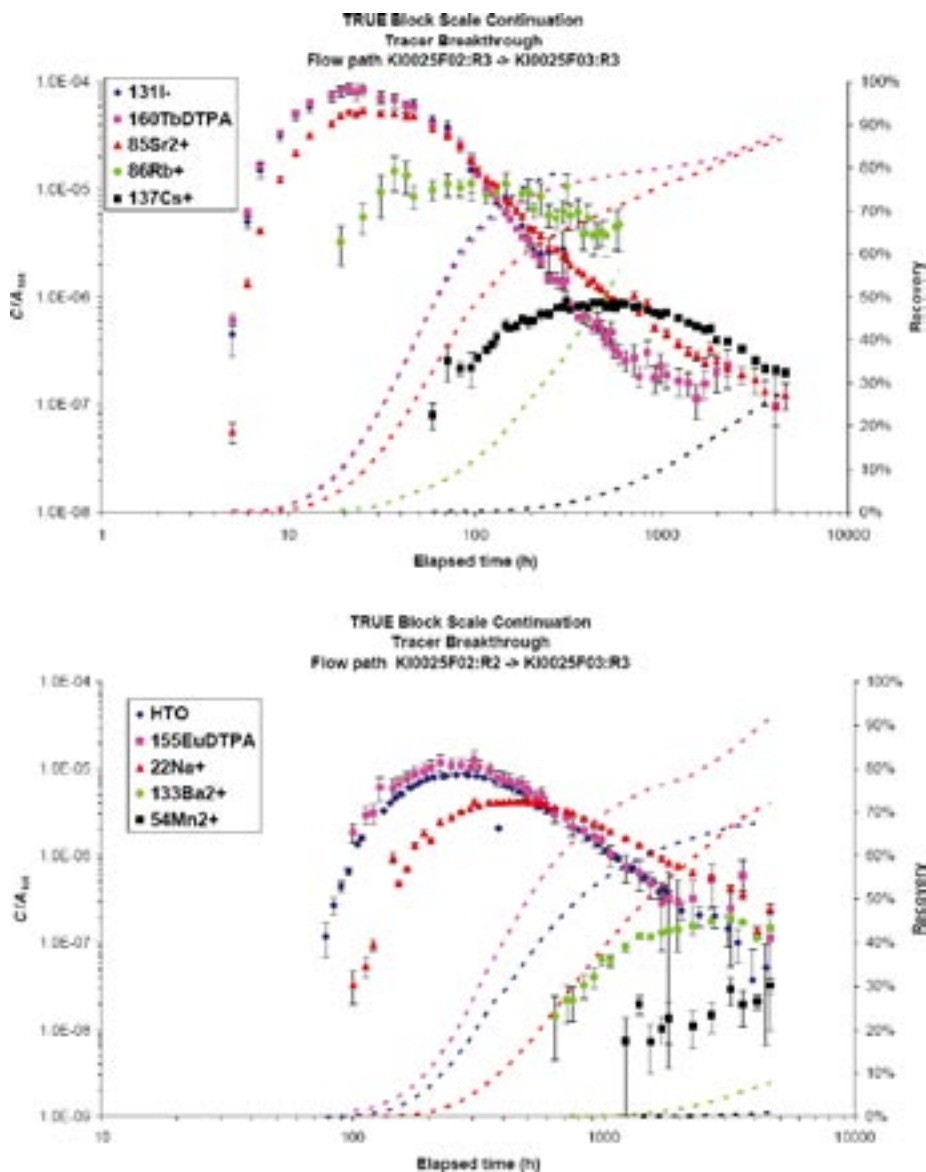 TRUE Block Scale Continuation
Tracer Breakthrough
Flow path KI0025F02:R3 -> KI0025F03:R3
1.0E-04
1.0E-05
1.0E-06
1.0E-07
1.0E-08
C/A tot
131I-
160TbDTPA
85Sr2+
86Rb+
137Cs+
100%
90%
80%
70%
60%
50%
40%
30%
20%
10%
0%
Recovery
1 10 100 1000 10000
Elapsed time (h)
TRUE Block Scale Continuation
Tracer Breakthrough
Flow path KI0025F02:R2 -> KI0025F03:R3
1.0E-04
1.0E-05
1.0E-06
1.0E-07
1.0E-08
1.0E-09
C/A tot
HTO
155EuDTPA
22Na+
133Ba2+
54Mn2+
100%
90%
80%
70%
60%
50%
40%
30%
20%
10%
0%
Recovery
10 100 1000 10000
Elapsed time (h)